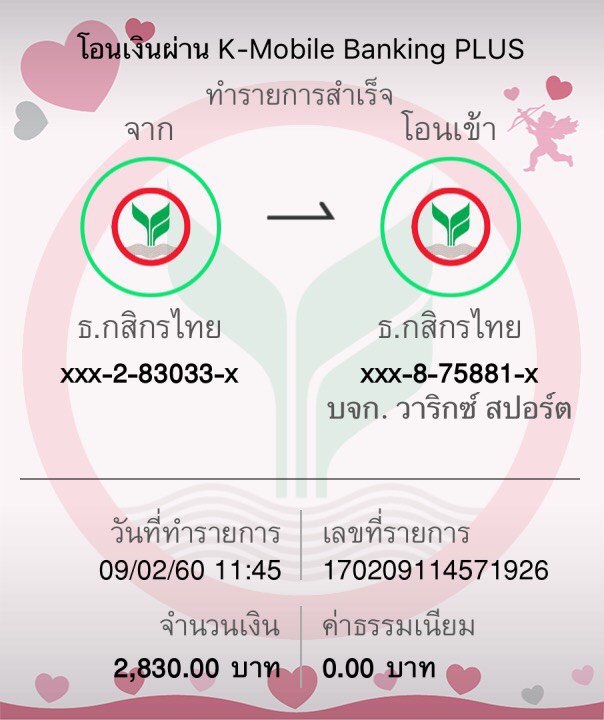 โอนเงินผ่าน K-Mobile Banking PLUS
ทำรายการสำเร็จ
จาก
โอนเข้า
ธ.กสิกรไทย
ธ.กสิกรไทย
xxx-2-83033-x
xxx-8-75881-x
บจก. วาริกซ์ สปอร์ต
วันที่ทำรายการ
เลขที่รายการ
09/02/60 11:45
170209114571926
จำนวนเงิน
ค่าธรรมเนียม
2,830.00 บาท
0.00 บาท